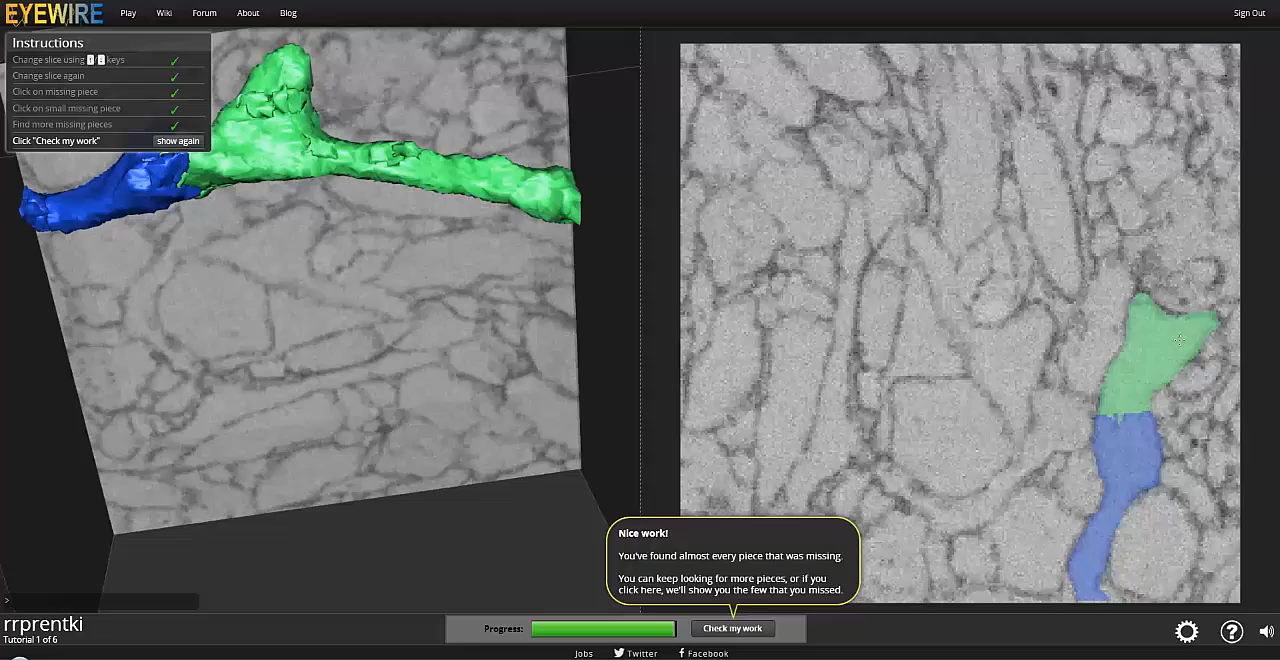 EYEWIRE Play Wiki Forum About Blog Sign Out
Instructions
Change slice using ↑/↓ keys ✓
Change slice again ✓
Click on missing piece ✓
Click on small missing piece ✓
Find more missing pieces ✓
Click "Check my work" show again
Nice work!
You've found almost every piece that was missing.
You can keep looking for more pieces, or if you
click here, we'll show you the few that you missed.
>
rrprentki
Tutorial 1 of 6
Progress: Check my work
?
Jobs Twitter Facebook